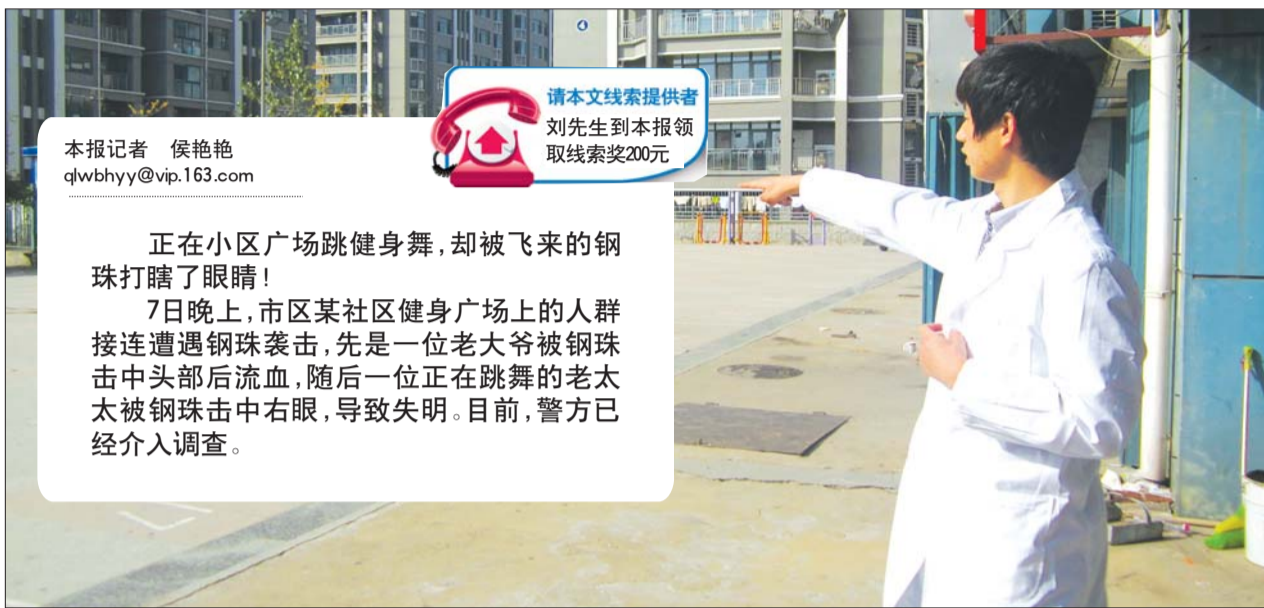 请本文线索提供者
刘先生到本报领
取线索奖200元
本报记者 侯艳艳
qlwbhyy@vip.163.com
正在小区广场跳健身舞,却被飞来的钢
珠打瞎了眼睛!
7日晚上,市区某社区健身广场上的人群
接连遭遇钢珠袭击,先是一位老大爷被钢珠
击中头部后流血,随后一位正在跳舞的老太
太被钢珠击中右眼,导致失明。目前,警方已
经介入调查。